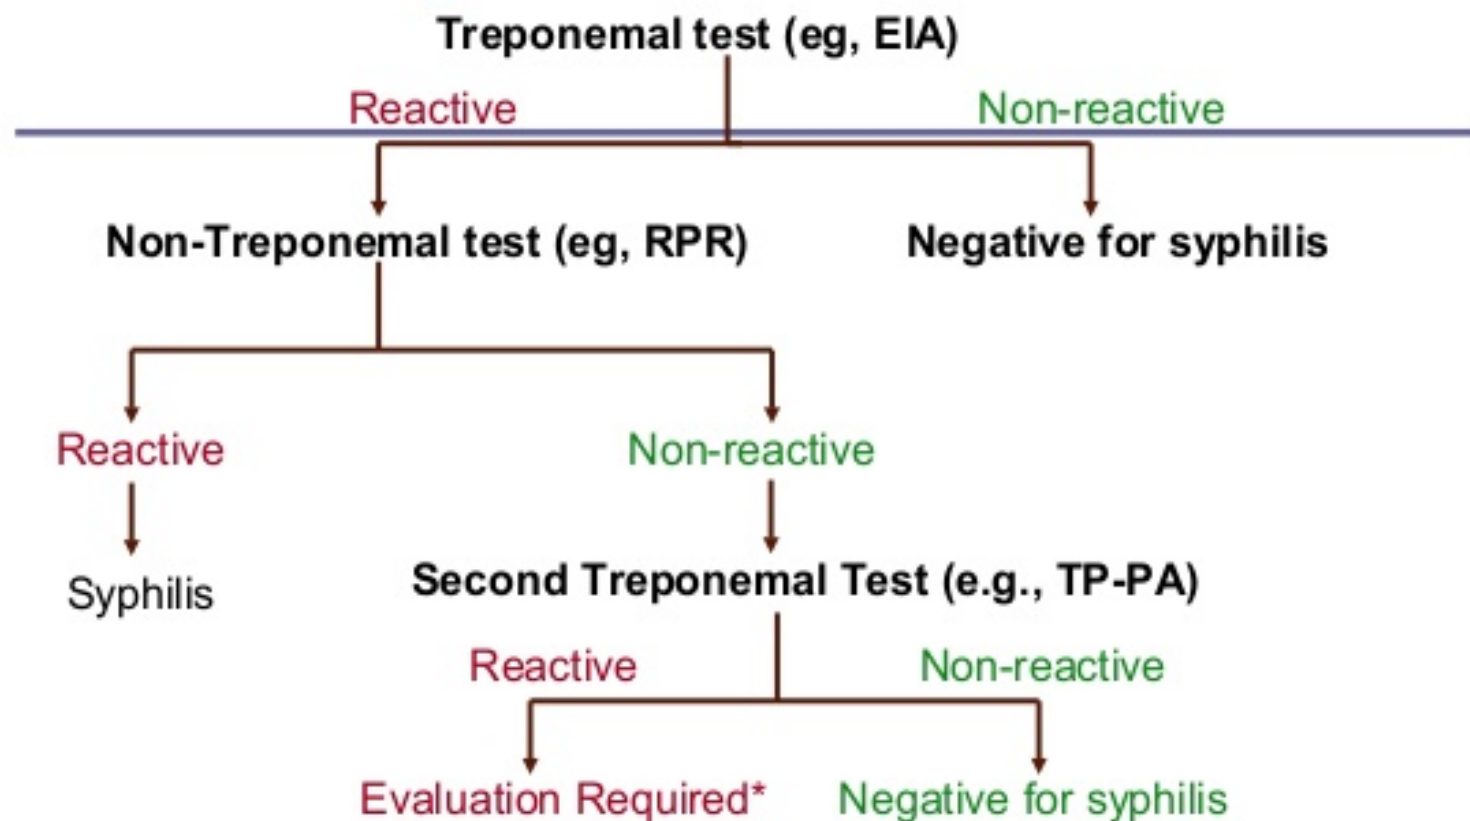 Treponemal test (eg, EIA)
Reactive
Non-reactive
Non-Treponemal test (eg, RPR)
Negative for syphilis
Reactive
Non-reactive
Syphilis
Second Treponemal Test (e.g., TP-PA)
Reactive
Non-reactive
Evaluation Required*
Negative for syphilis